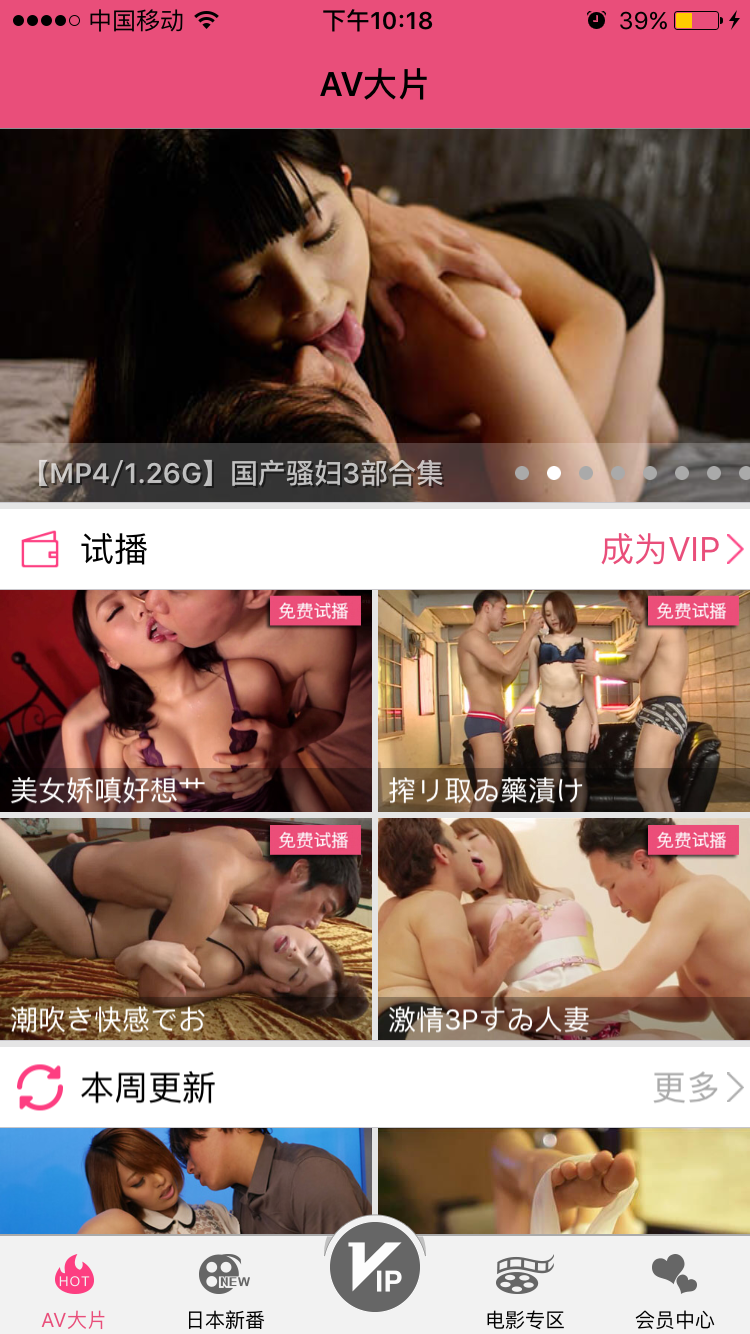 中国移动
下午10:18
39%
AV大片
【MP4/1.26G】国产骚妇3部合集
试播
成为VIP
免费试播
免费试播
美女娇嗔好想艹
搾リ取ゐ藥漬け
免费试播
免费试播
潮吹き快感でお
激情3Pすゐ人妻
本周更新
更多
HOT
NEW
VIP
AV大片
日本新番
电影专区
会员中心